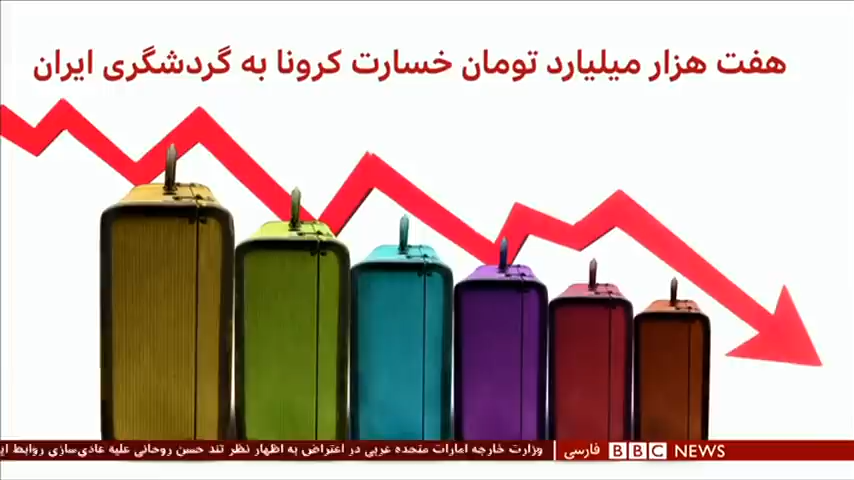 هفت هزار میلیارد تومان خسارت کرونا به گردشگری ایران
وزارت خارجه امارات متحده عربی در اعتراض به اظهار نظر تند حسن روحانی علیه عادی‌سازی روابط
فارسی BBC NEWS